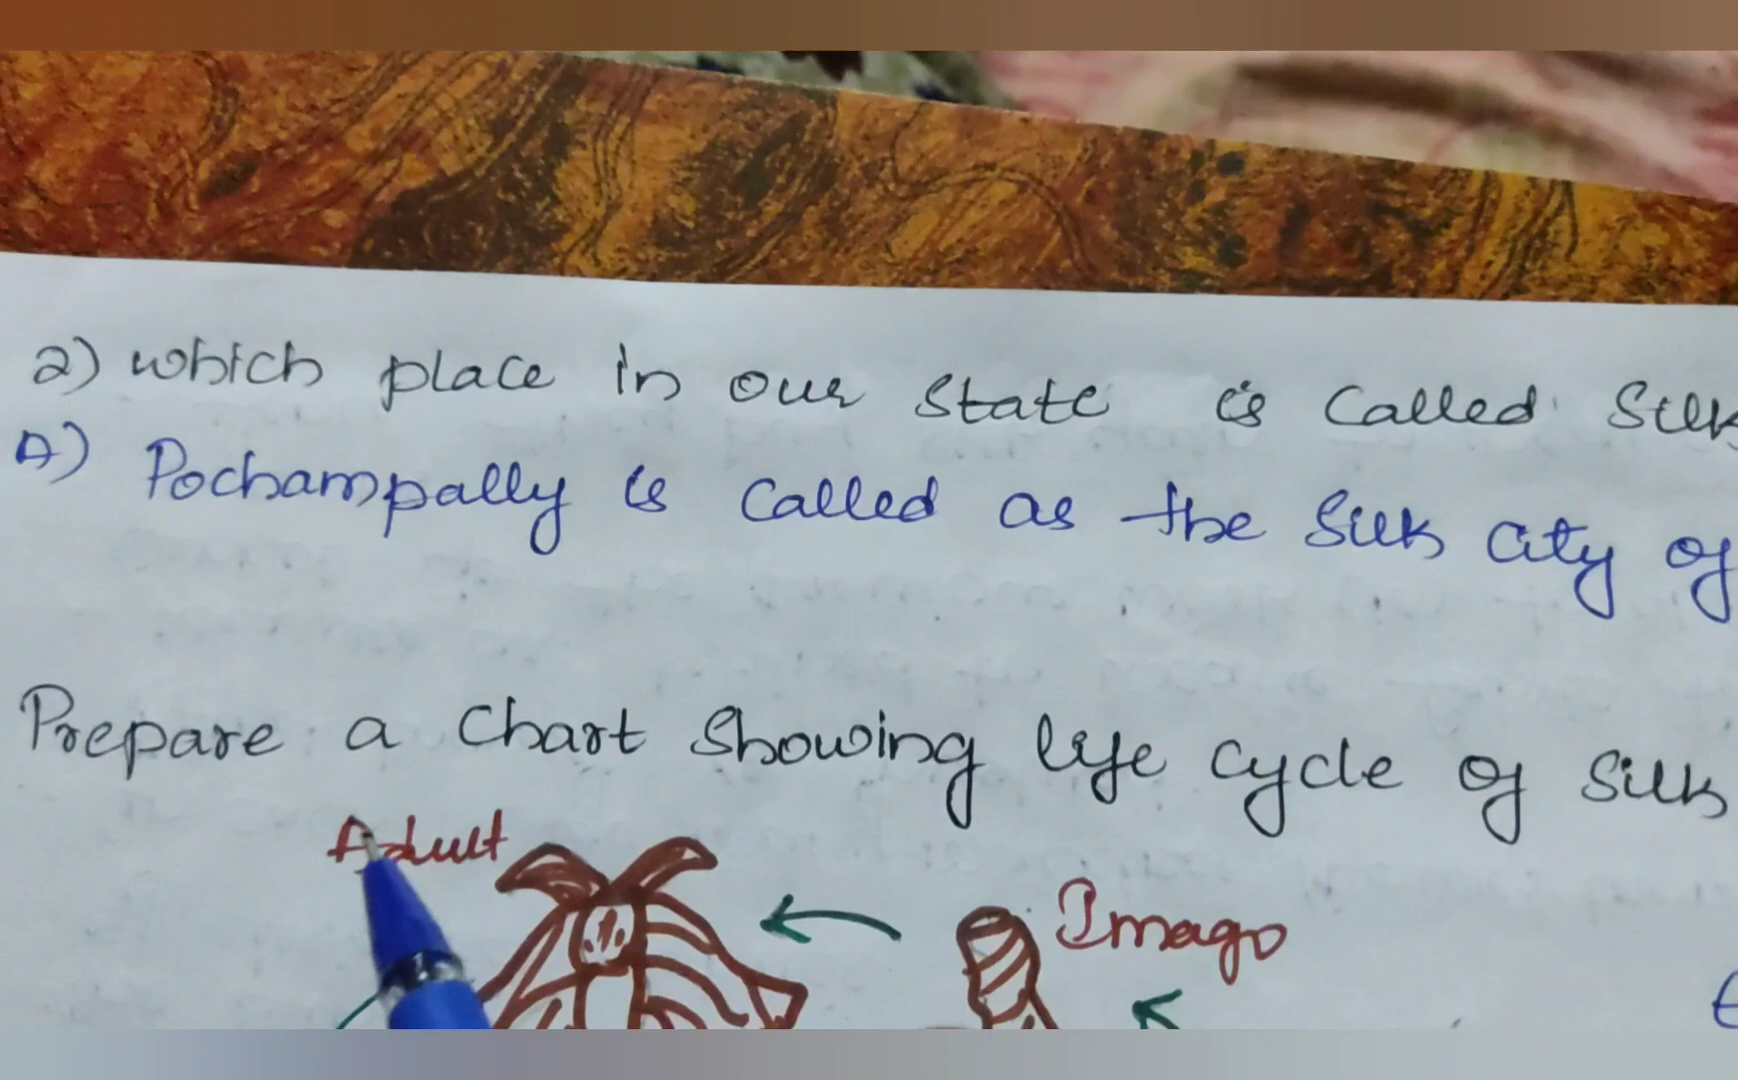 2) which place in our state is called Silk
A) Pochampally is called as the Silk city of
Prepare a chart showing life cycle of silk
Adult
Imago